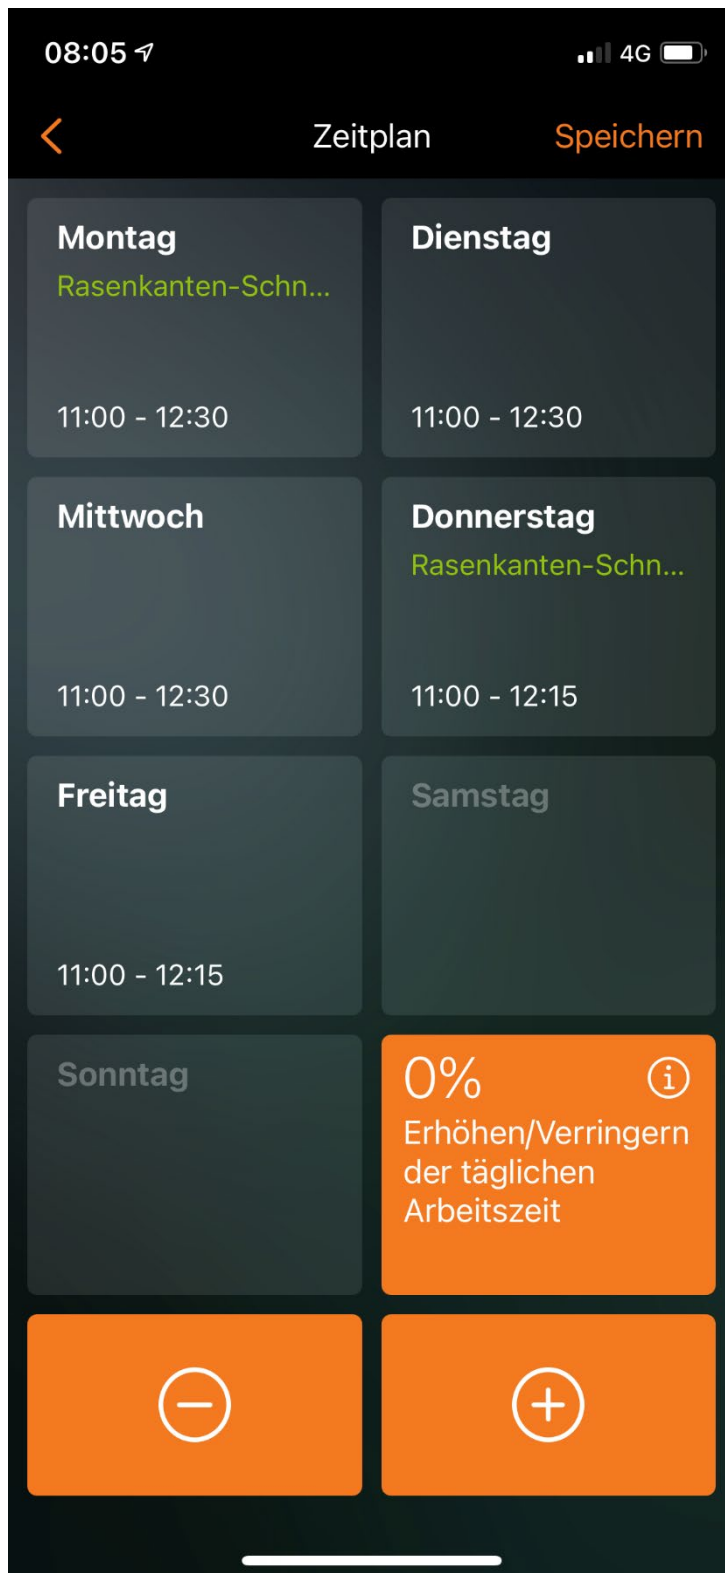 08:05
4G
Zeitplan
Speichern
Montag
Rasenkanten-Schn...
11:00 - 12:30
Dienstag
11:00 - 12:30
Mittwoch
11:00 - 12:30
Donnerstag
Rasenkanten-Schn...
11:00 - 12:15
Freitag
11:00 - 12:15
Samstag
Sonntag
0%
Erhöhen/Verringern
der täglichen
Arbeitszeit